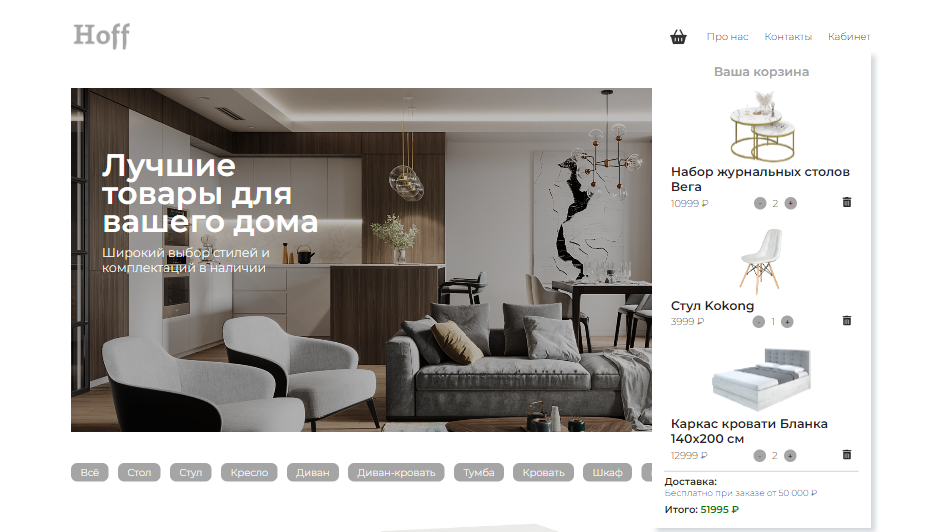 Hoff
Про нас
Контакты
Кабинет
Лучшие
товары для
вашего дома
Широкий выбор стилей и
комплектаций в наличии
Ваша корзина
Набор журнальных столов
Вега
10999 ₽
- 2 +
Стул Kokong
3999 ₽
- 1 +
Каркас кровати Бланка
140х200 см
12999 ₽
- 2 +
Доставка:
Бесплатно при заказе от 50 000 ₽
Итого: 51995 ₽
Всё
Стол
Стул
Кресло
Диван
Диван-кровать
Тумба
Кровать
Шкаф